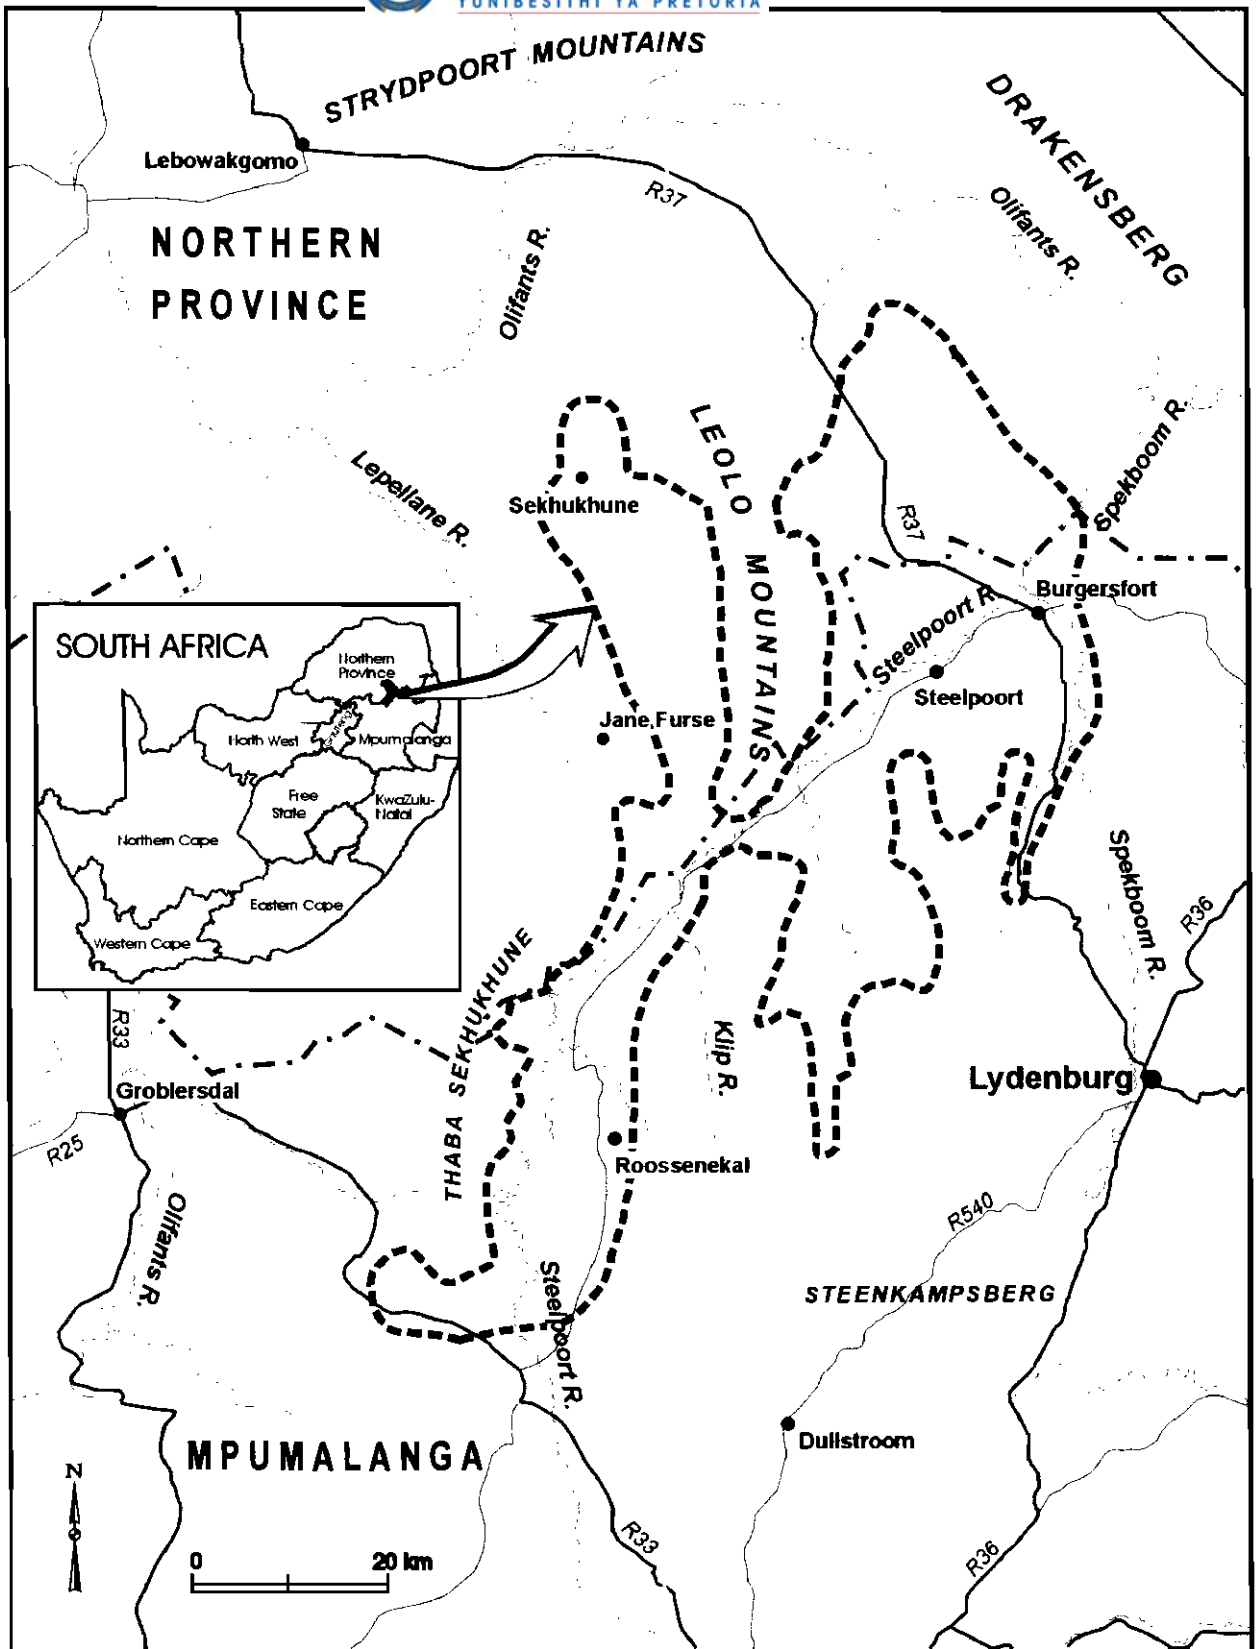 YUNIBESITHI YA PRETORIA
STRYDPOORT MOUNTAINS
DRAKENSBERG
Lebowakgomo
R37
Olifants R.
Olifants R.
NORTHERN
PROVINCE
LEOLO
MOUNTAINS
Lepellane R.
Sekhukhune
Spekboom R.
R37
Burgersfort
Steelpoort R.
Steelpoort
SOUTH AFRICA
Northern
Province
North West
Gauteng
Mpumalanga
Free
State
KwaZulu-
Natal
Northern Cape
Eastern Cape
Western Cape
Jane Furse
Spekboom R.
R36
THABA SEKHUKHUNE
R33
Klip R.
Lydenburg
Groblersdal
R25
Roossenekal
Olifants R.
R540
Steelpoort R.
STEENKAMPSBERG
Dullstroom
MPUMALANGA
N
0 20 km
R33
R36